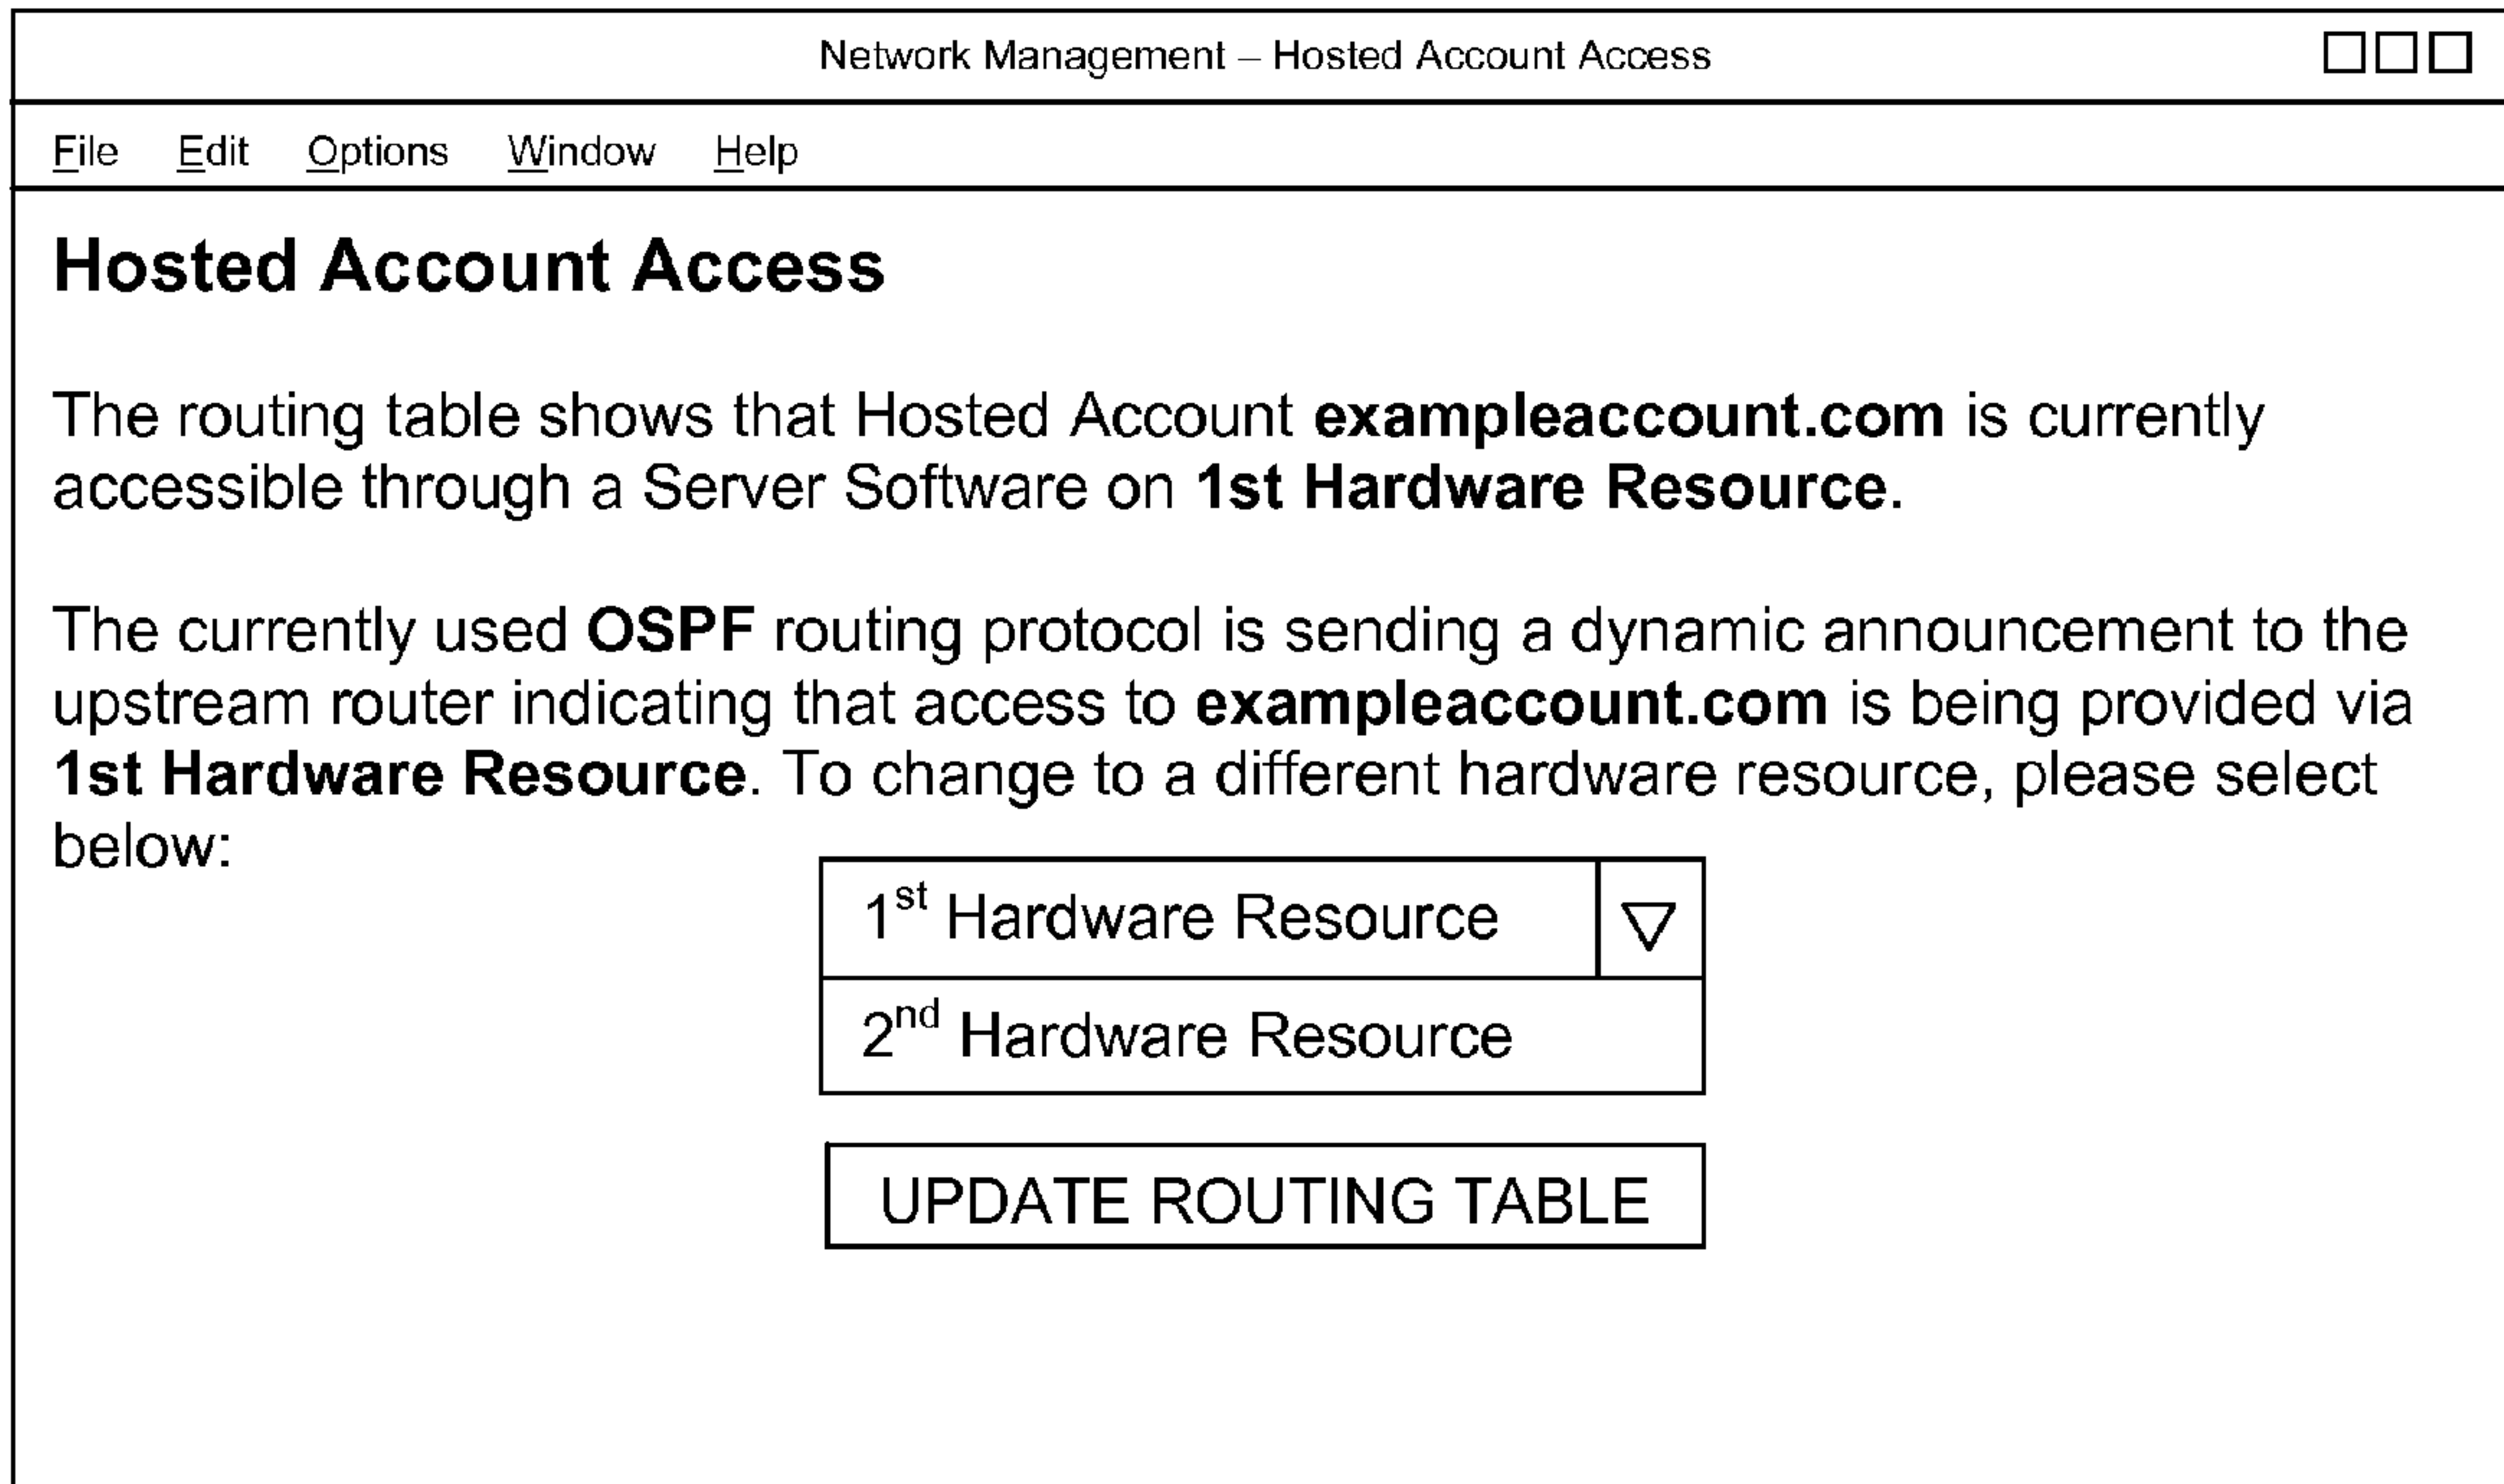 Network Management – Hosted Account Access
File Edit Options Window Help
Hosted Account Access
The routing table shows that Hosted Account exampleaccount.com is currently
accessible through a Server Software on 1st Hardware Resource.
The currently used OSPF routing protocol is sending a dynamic announcement to the
upstream router indicating that access to exampleaccount.com is being provided via
1st Hardware Resource. To change to a different hardware resource, please select
below:
1st Hardware Resource
2nd Hardware Resource
UPDATE ROUTING TABLE